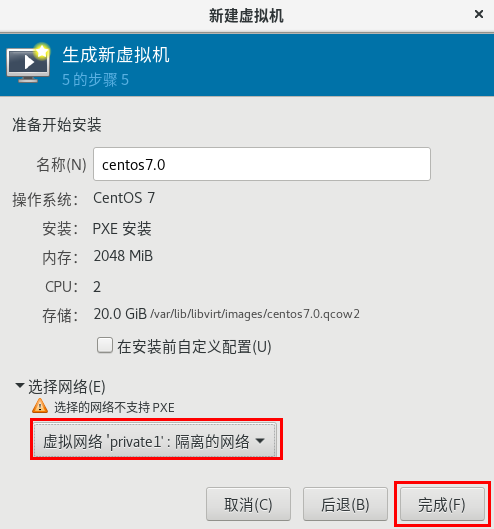 新建虚拟机
×
生成新虚拟机
5 的步骤 5
准备开始安装
名称(N) centos7.0
操作系统: CentOS 7
安装: PXE 安装
内存: 2048 MiB
CPU: 2
存储: 20.0 GiB /var/lib/libvirt/images/centos7.0.qcow2
在安装前自定义配置(U)
选择网络(E)
选择的网络不支持 PXE
虚拟网络 'private1' : 隔离的网络
取消(C) 后退(B) 完成(F)